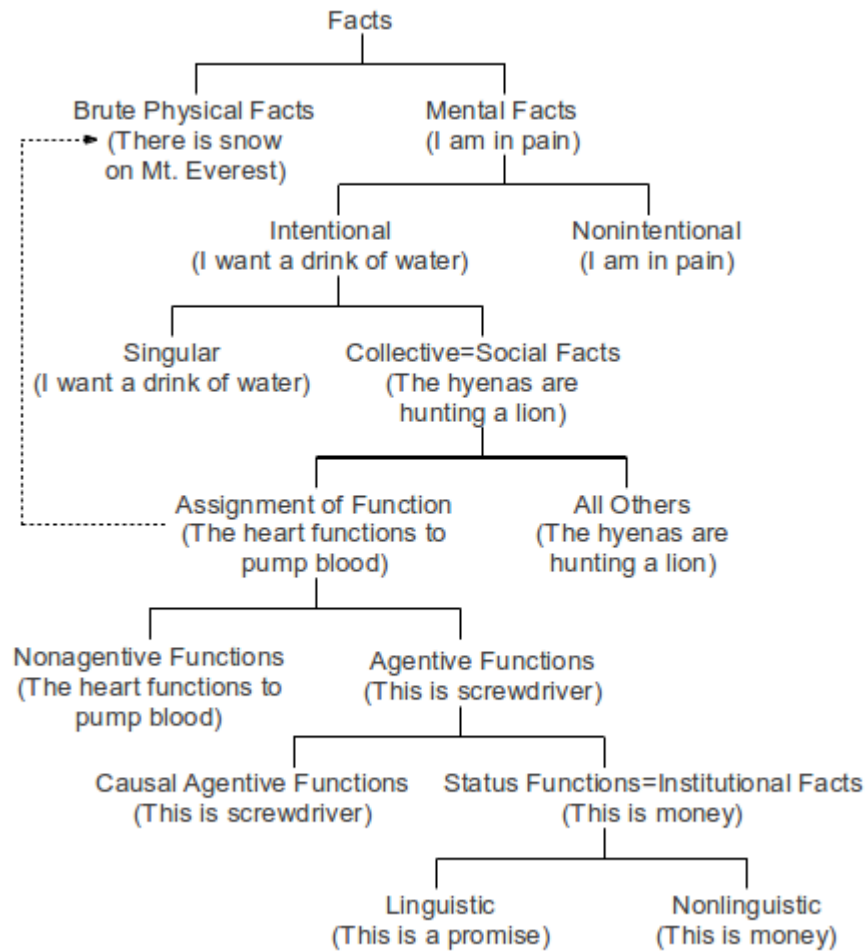 Facts
Brute Physical Facts
(There is snow
on Mt. Everest)
Mental Facts
(I am in pain)
Intentional
(I want a drink of water)
Nonintentional
(I am in pain)
Singular
(I want a drink of water)
Collective=Social Facts
(The hyenas are
hunting a lion)
Assignment of Function
(The heart functions to
pump blood)
All Others
(The hyenas are
hunting a lion)
Nonagentive Functions
(The heart functions to
pump blood)
Agentive Functions
(This is screwdriver)
Causal Agentive Functions
(This is screwdriver)
Status Functions=Institutional Facts
(This is money)
Linguistic
(This is a promise)
Nonlinguistic
(This is money)